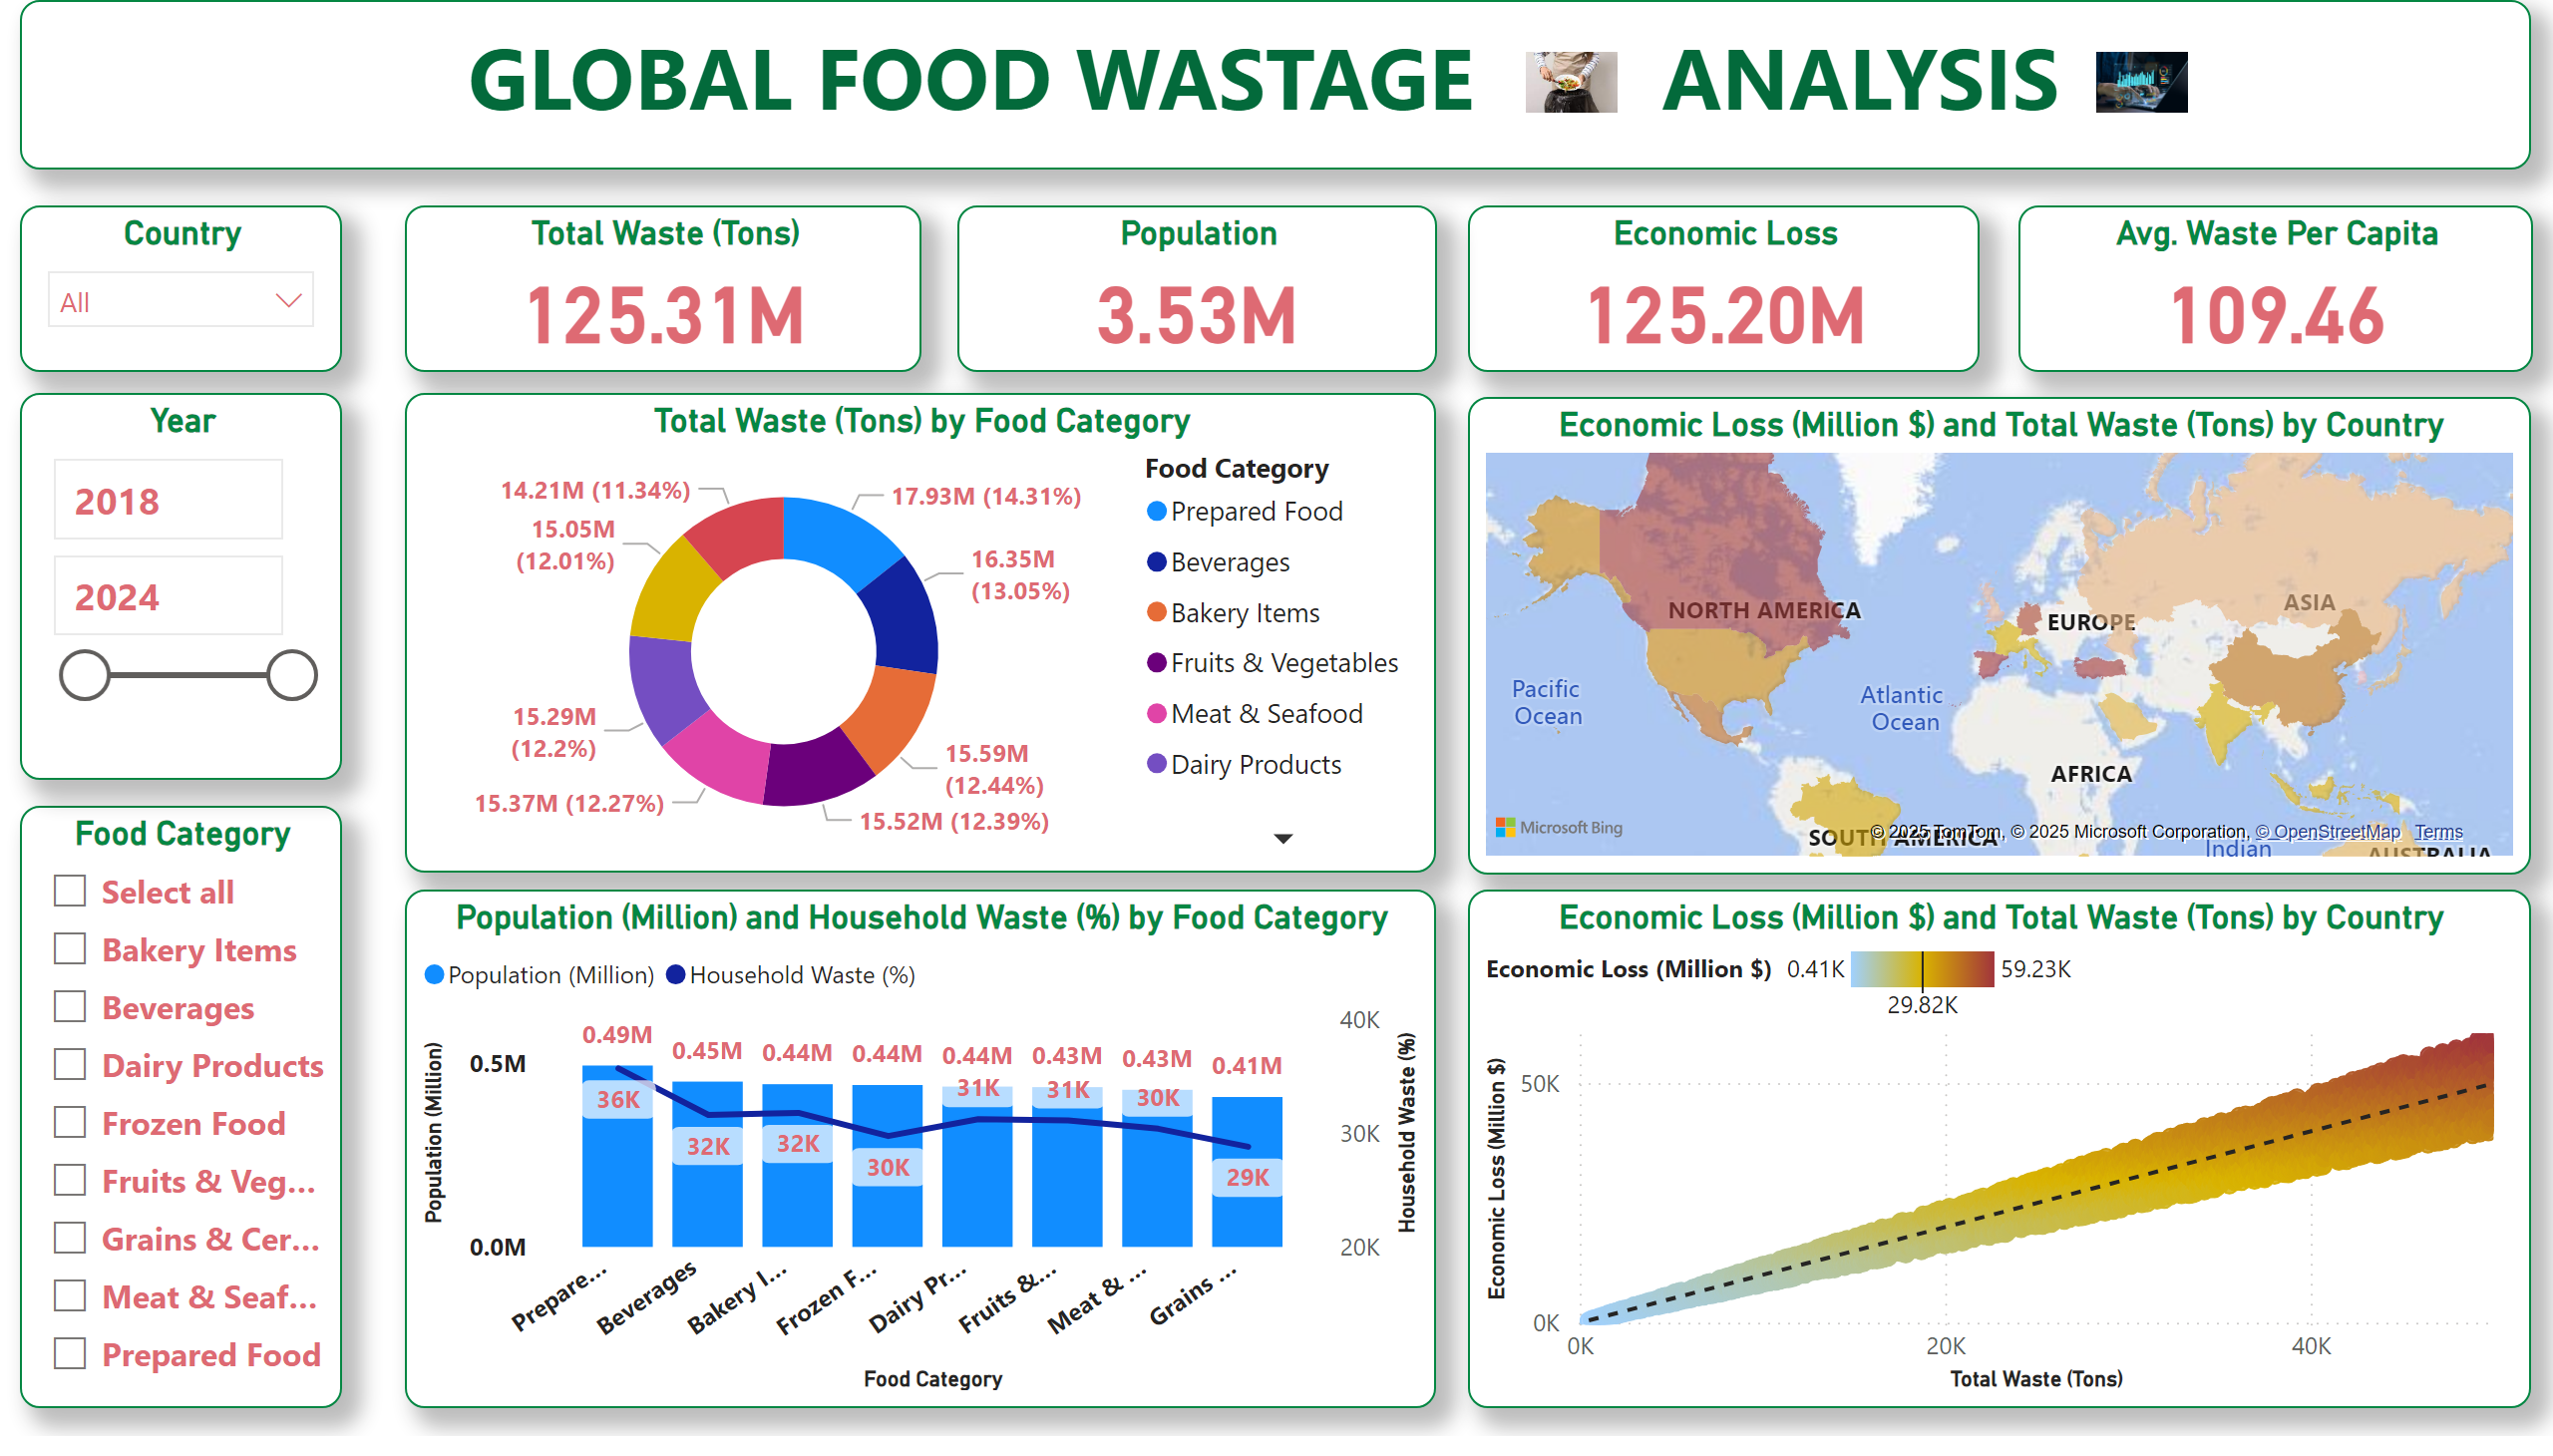 GLOBAL FOOD WASTAGE ANALYSIS
Country
All
Total Waste (Tons)
125.31M
Population
3.53M
Economic Loss
125.20M
Avg. Waste Per Capita
109.46
Year
2018
2024
Food Category
Select all
Bakery Items
Beverages
Dairy Products
Frozen Food
Fruits & Veg...
Grains & Cer...
Meat & Seaf...
Prepared Food
Total Waste (Tons) by Food Category
14.21M (11.34%)
17.93M (14.31%)
15.05M
(12.01%)
16.35M
(13.05%)
15.29M
(12.2%)
15.59M
(12.44%)
15.37M (12.27%)
15.52M (12.39%)
Food Category
Prepared Food
Beverages
Bakery Items
Fruits & Vegetables
Meat & Seafood
Dairy Products
Economic Loss (Million $) and Total Waste (Tons) by Country
NORTH AMERICA
EUROPE
ASIA
Pacific
Ocean
Atlantic
Ocean
AFRICA
SOUTH AMERICA
Indian
AUSTRALIA
Microsoft Bing
© 2025 TomTom, © 2025 Microsoft Corporation, © OpenStreetMap Terms
Population (Million) and Household Waste (%) by Food Category
Population (Million) Household Waste (%)
Population (Million)
0.5M
0.0M
0.49M
0.45M
0.44M
0.44M
0.44M
0.43M
0.43M
0.41M
36K
32K
32K
30K
31K
31K
30K
29K
40K
30K
20K
Household Waste (%)
Prepare...
Beverages
Bakery I...
Frozen F...
Dairy Pr...
Fruits &...
Meat & ...
Grains ...
Food Category
Economic Loss (Million $) and Total Waste (Tons) by Country
Economic Loss (Million $) 0.41K 59.23K
29.82K
Economic Loss (Million $)
50K
0K
0K
20K
40K
Total Waste (Tons)